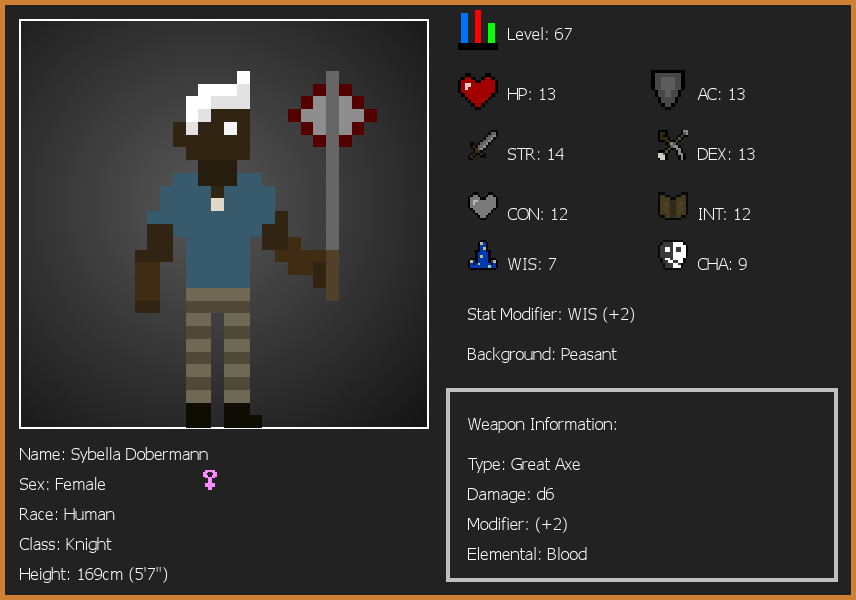 Level: 67
HP: 13
AC: 13
STR: 14
DEX: 13
CON: 12
INT: 12
WIS: 7
CHA: 9
Stat Modifier: WIS (+2)
Background: Peasant
Weapon Information:
Type: Great Axe
Damage: d6
Modifier: (+2)
Elemental: Blood
Name: Sybella Dobermann
Sex: Female
Race: Human
Class: Knight
Height: 169cm (5'7")